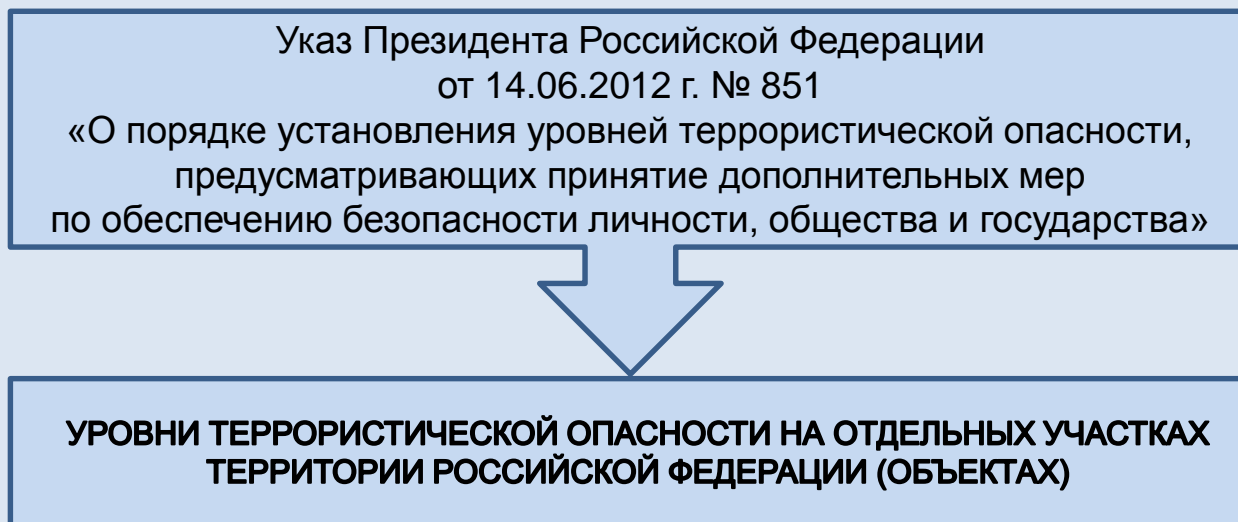 Указ Президента Российской Федерации
от 14.06.2012 г. № 851
«О порядке установления уровней террористической опасности,
предусматривающих принятие дополнительных мер
по обеспечению безопасности личности, общества и государства»
УРОВНИ ТЕРРОРИСТИЧЕСКОЙ ОПАСНОСТИ НА ОТДЕЛЬНЫХ УЧАСТКАХ
ТЕРРИТОРИИ РОССИЙСКОЙ ФЕДЕРАЦИИ (ОБЪЕКТАХ)